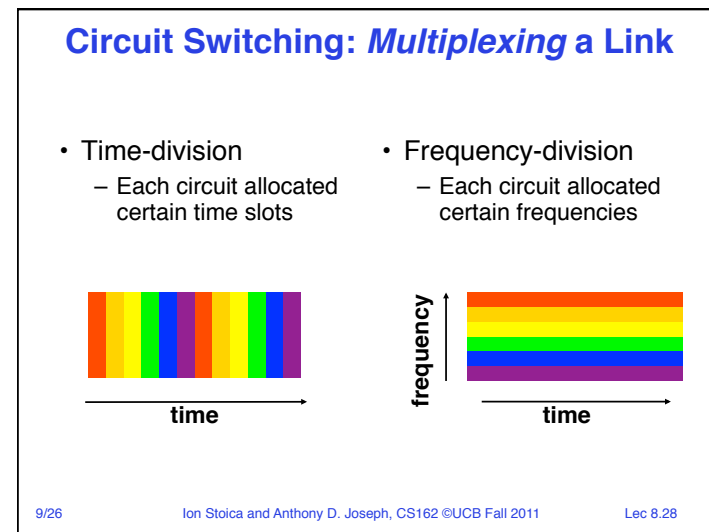 Circuit Switching: Multiplexing a Link
• Time-division
– Each circuit allocated
certain time slots
• Frequency-division
– Each circuit allocated
certain frequencies
time
frequency
time
9/26
Ion Stoica and Anthony D. Joseph, CS162 ©UCB Fall 2011
Lec 8.28